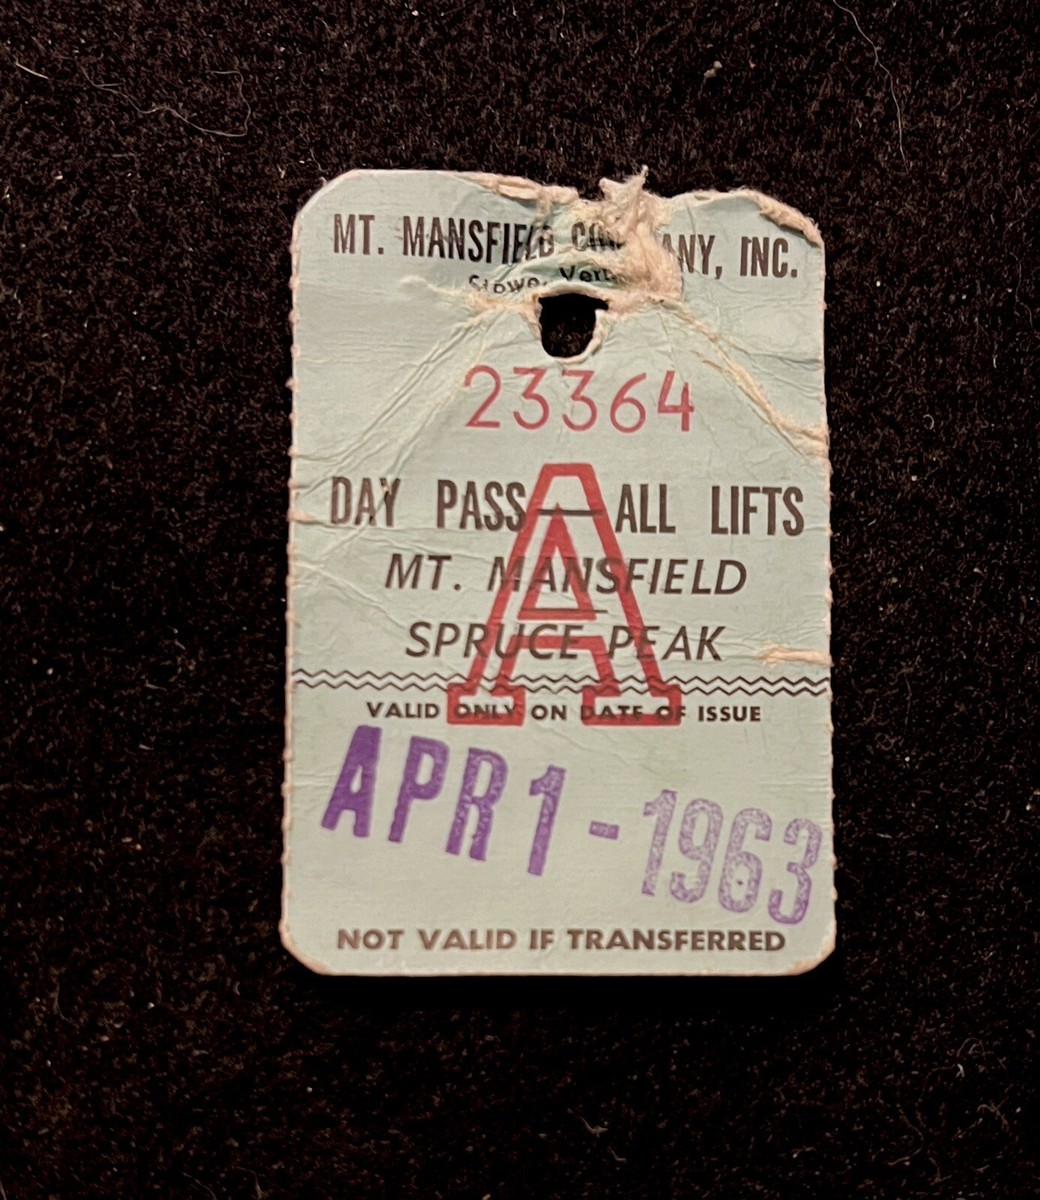 MT. MANSFIELD COMPANY, INC.
Stowe, Vert.
23364
A
DAY PASS — ALL LIFTS
MT. MANSFIELD
SPRUCE PEAK
VALID ONLY ON DATE OF ISSUE
APR 1 - 1963
NOT VALID IF TRANSFERRED